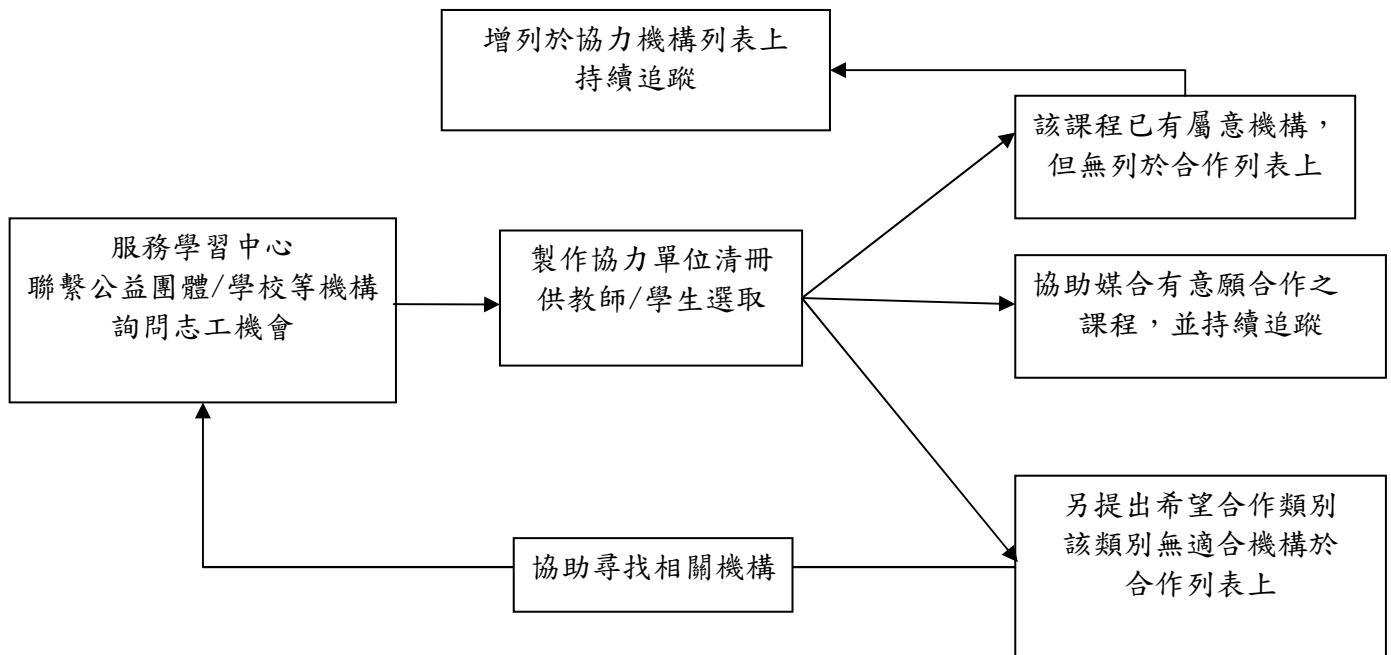 增列於協力機構列表上
持續追蹤
該課程已有屬意機構，
但無列於合作列表上
服務學習中心
聯繫公益團體/學校等機構
詢問志工機會
製作協力單位清冊
供教師/學生選取
協助媒合有意願合作之
課程，並持續追蹤
另提出希望合作類別
該類別無適合機構於
合作列表上
協助尋找相關機構